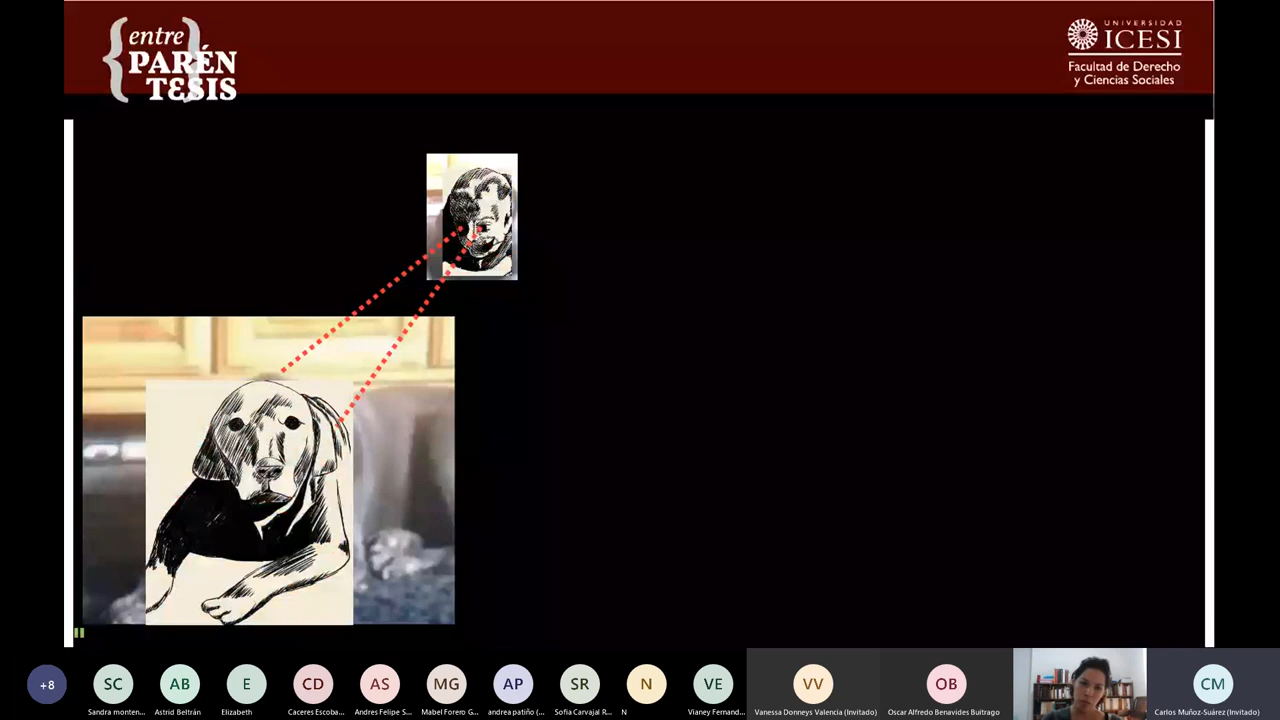 entre
PARÉN
TESIS
UNIVERSIDAD
ICESI
Facultad de Derecho
y Ciencias Sociales
+8
SC
AB
E
CD
AS
MG
AP
SR
N
VE
VV
OB
CM
Sandra monten...
Astrid Beltrán
Elizabeth
Caceres Escoba...
Andres Felipe S...
Mabel Forero G...
andrea patiño (...
Sofia Carvajal R...
N
Vianey Fernand...
Vanessa Donneys Valencia (Invitado)
Oscar Alfredo Benavides Buitrago
Carlos Muñoz-Suárez (Invitado)